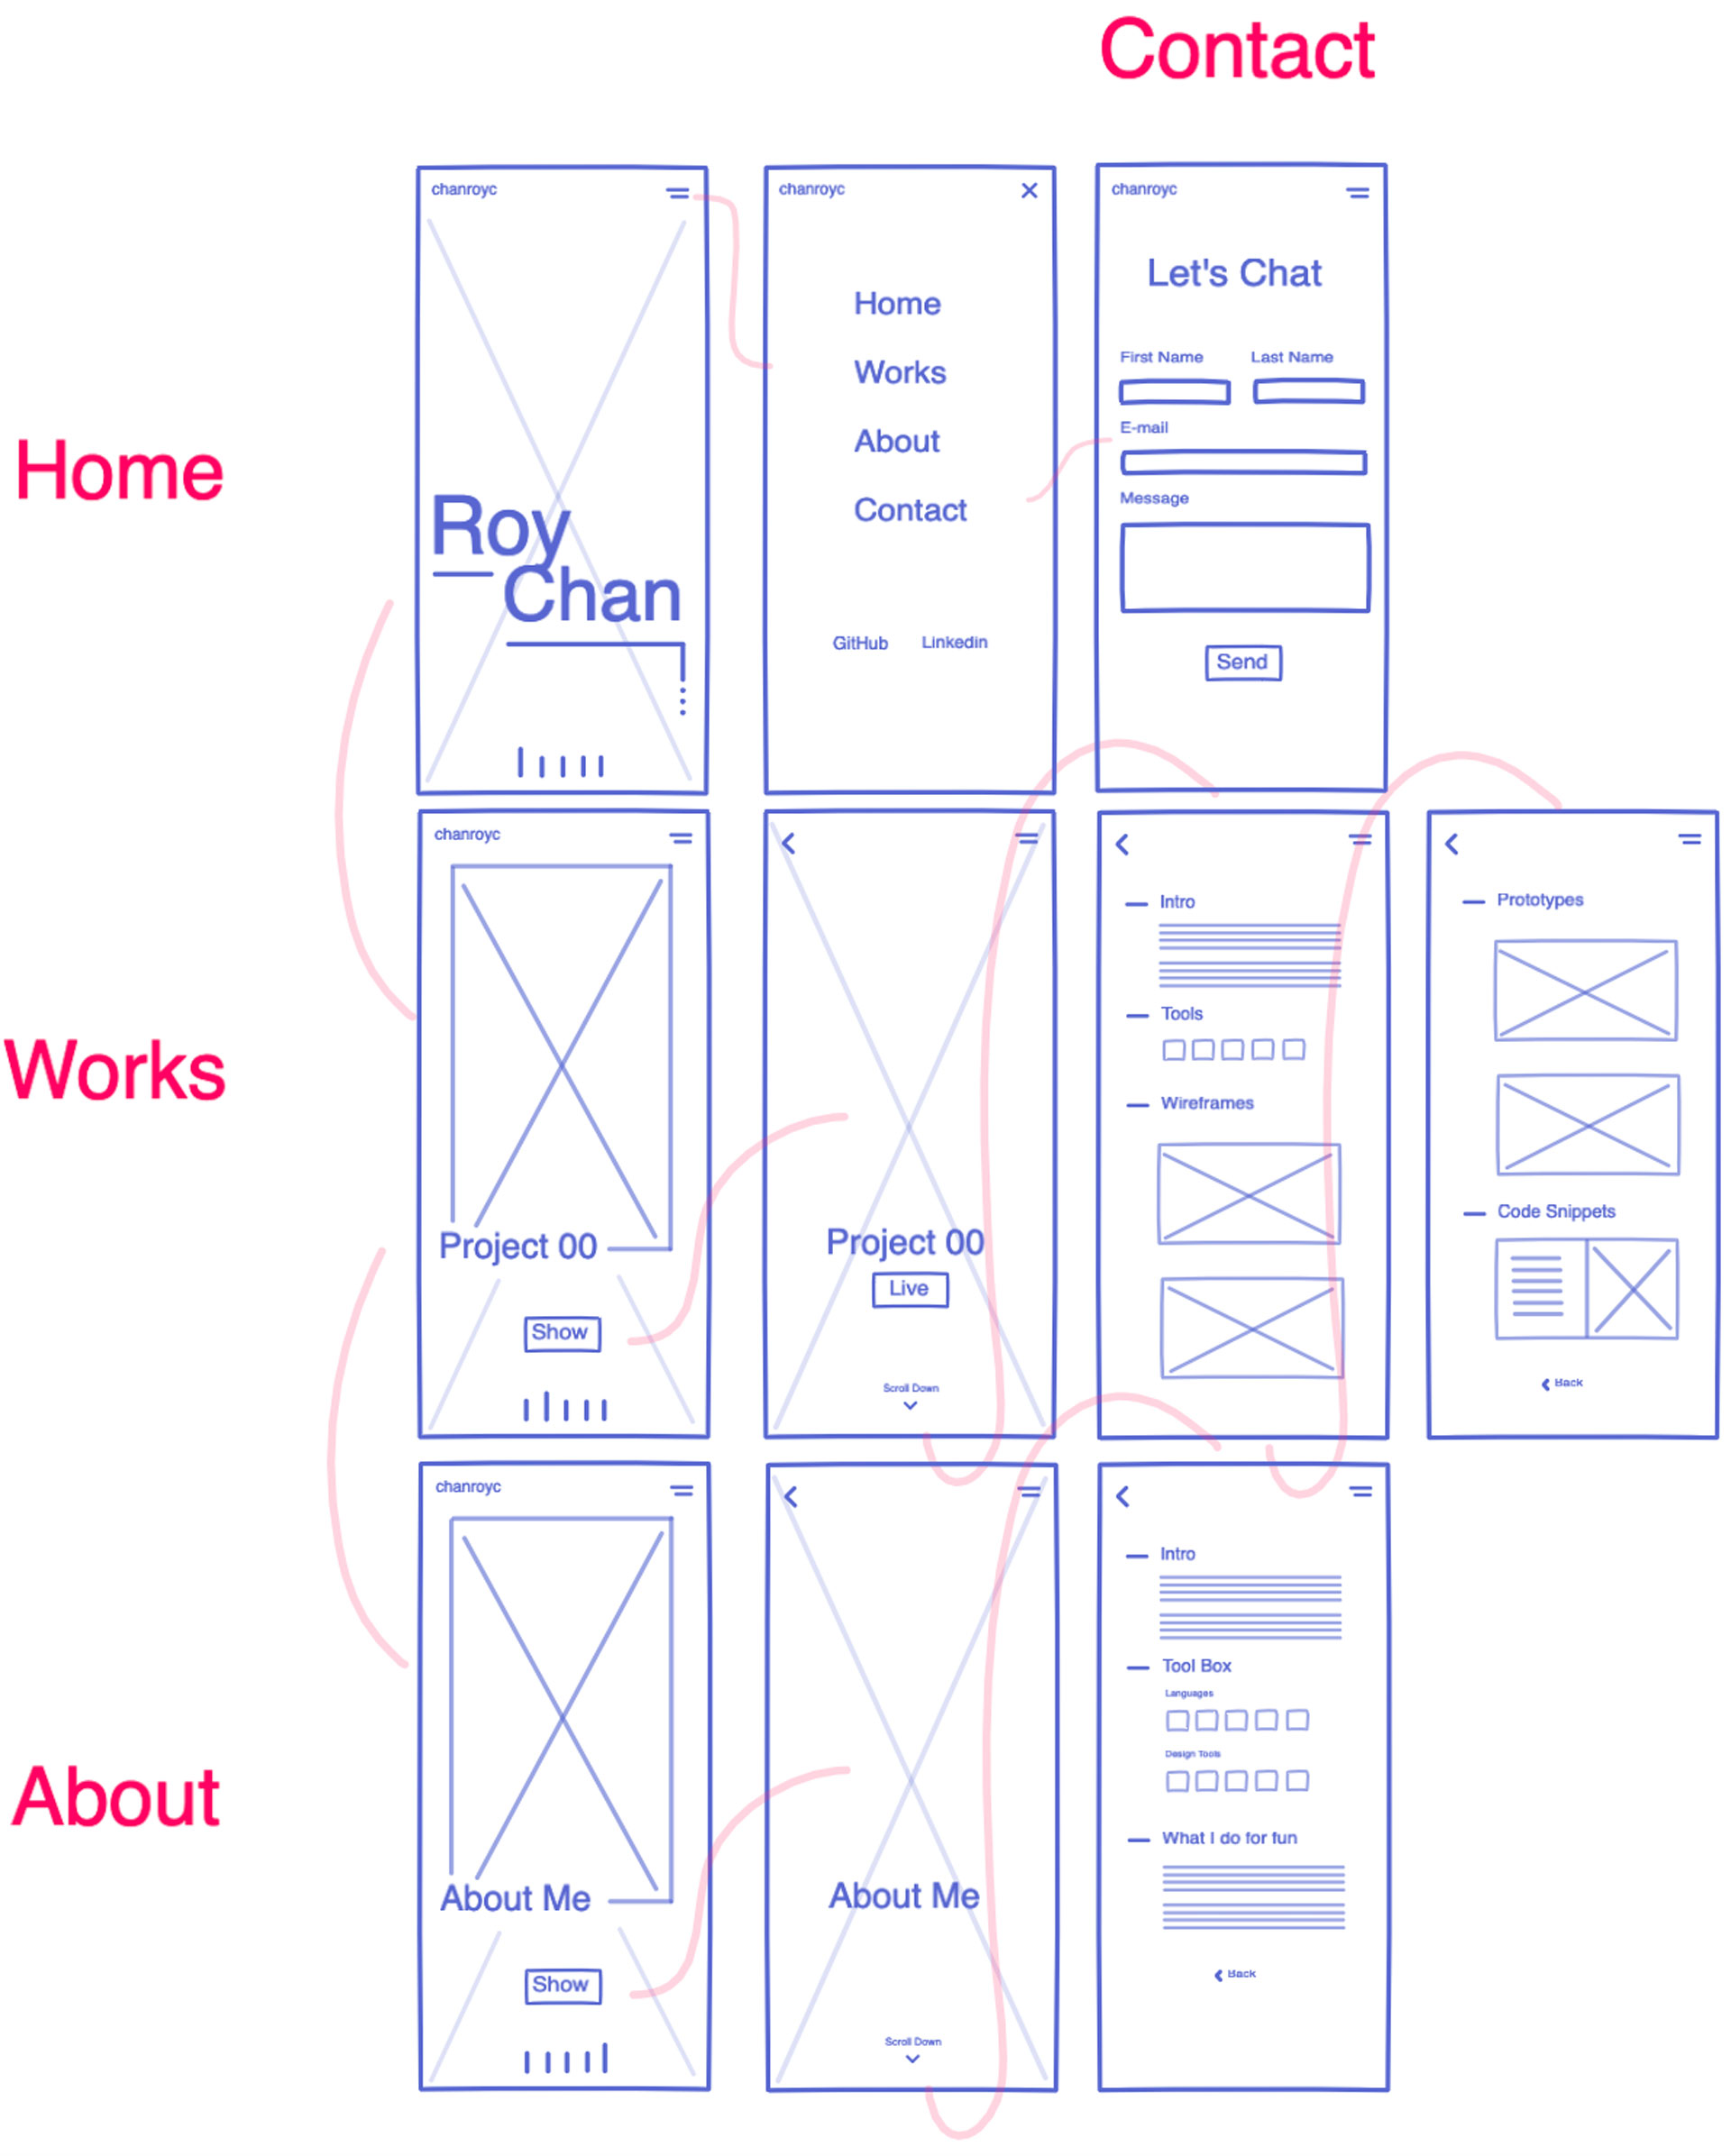 Contact
Home
Works
About
chanroyc
Roy
Chan
chanroyc
Home
Works
About
Contact
GitHub Linkedin
chanroyc
Let's Chat
First Name Last Name
E-mail
Message
Send
chanroyc
Project 00
Show
Project 00
Live
Scroll Down
Intro
Tools
Wireframes
Prototypes
Code Snippets
Back
chanroyc
About Me
Show
About Me
Scroll Down
Intro
Tool Box
Languages
Design Tools
What I do for fun
Back